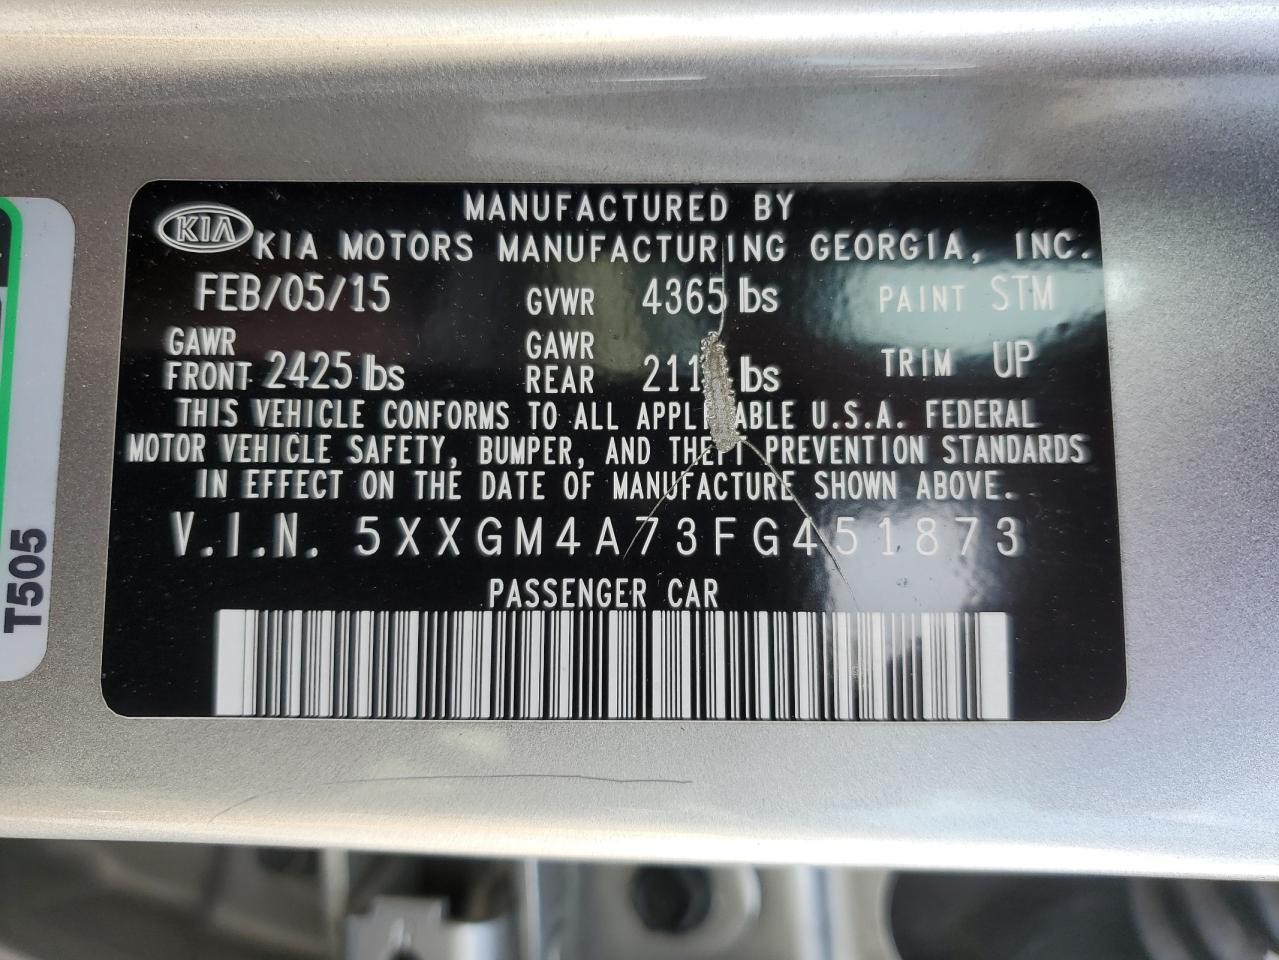 MANUFACTURED BY
KIA KIA MOTORS MANUFACTURING GEORGIA, INC.
FEB/05/15 GVWR 4365 lbs PAINT STM
GAWR FRONT 2425 lbs GAWR REAR lbs TRIM UP
THIS VEHICLE CONFORMS TO ALL U.S.A. FEDERAL
MOTOR VEHICLE SAFETY, BUMPER, AND THEFT PREVENTION STANDARDS
IN EFFECT ON THE DATE OF MANUFACTURE SHOWN ABOVE.
V.I.N. 5XXGM4A73FG451873
PASSENGER CAR
T505